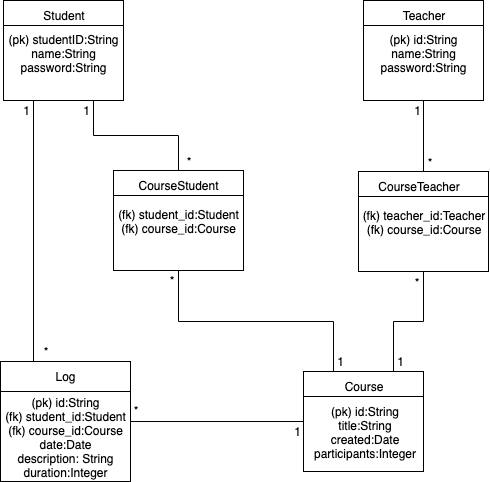 Student
(pk) studentID:String
name:String
password:String
Teacher
(pk) id:String
name:String
password:String
1
1
1
*
*
CourseStudent
(fk) student_id:Student
(fk) course_id:Course
CourseTeacher
(fk) teacher_id:Teacher
(fk) course_id:Course
*
*
*
1
1
Log
(pk) id:String
(fk) student_id:Student
(fk) course_id:Course
date:Date
description: String
duration:Integer
*
1
Course
(pk) id:String
title:String
created:Date
participants:Integer